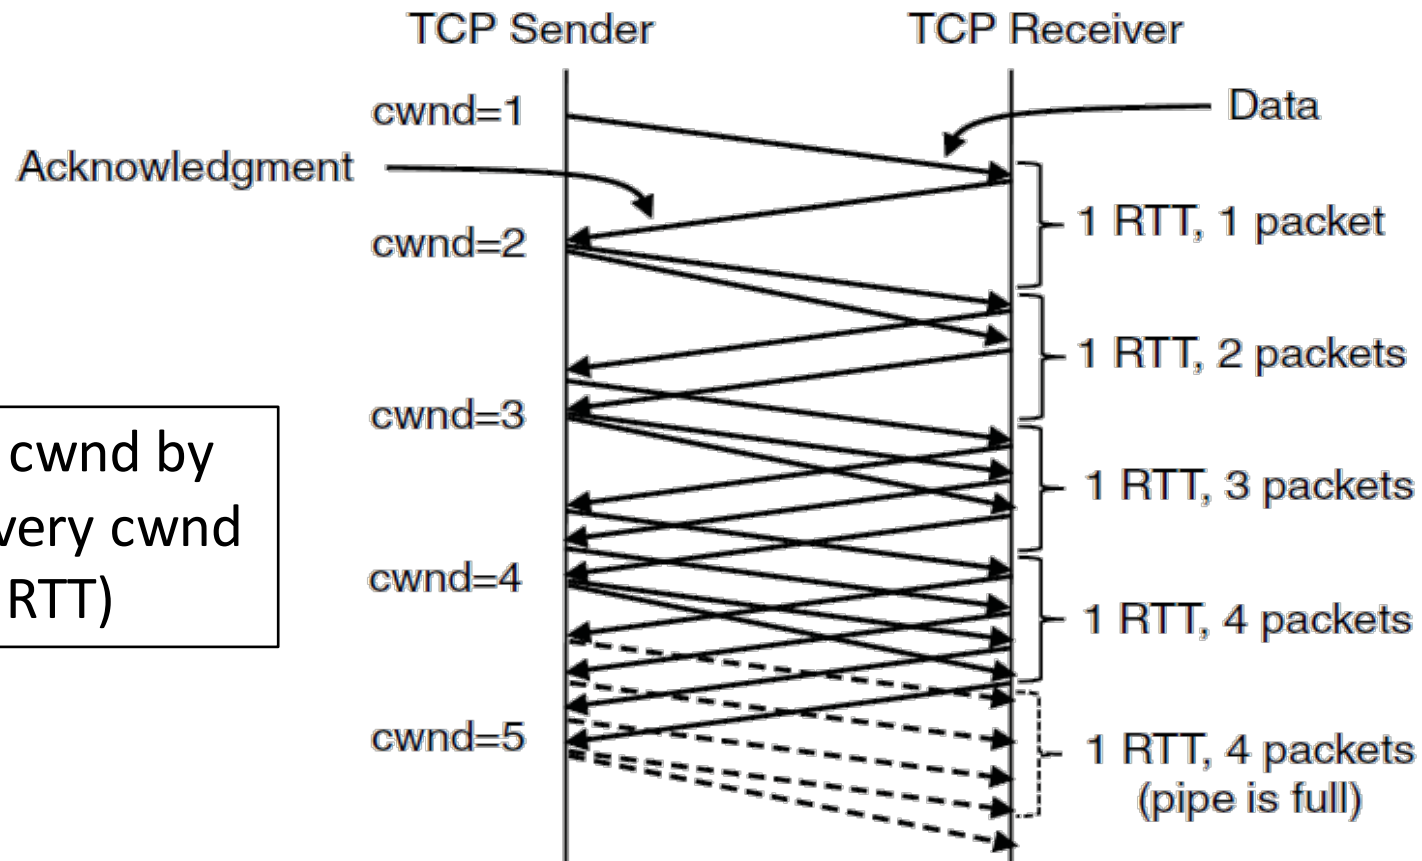 TCP Sender
TCP Receiver
cwnd=1
Data
Acknowledgment
1 RTT, 1 packet
cwnd=2
1 RTT, 2 packets
cwnd=3
cwnd by
very cwnd
RTT)
1 RTT, 3 packets
cwnd=4
1 RTT, 4 packets
cwnd=5
1 RTT, 4 packets
(pipe is full)